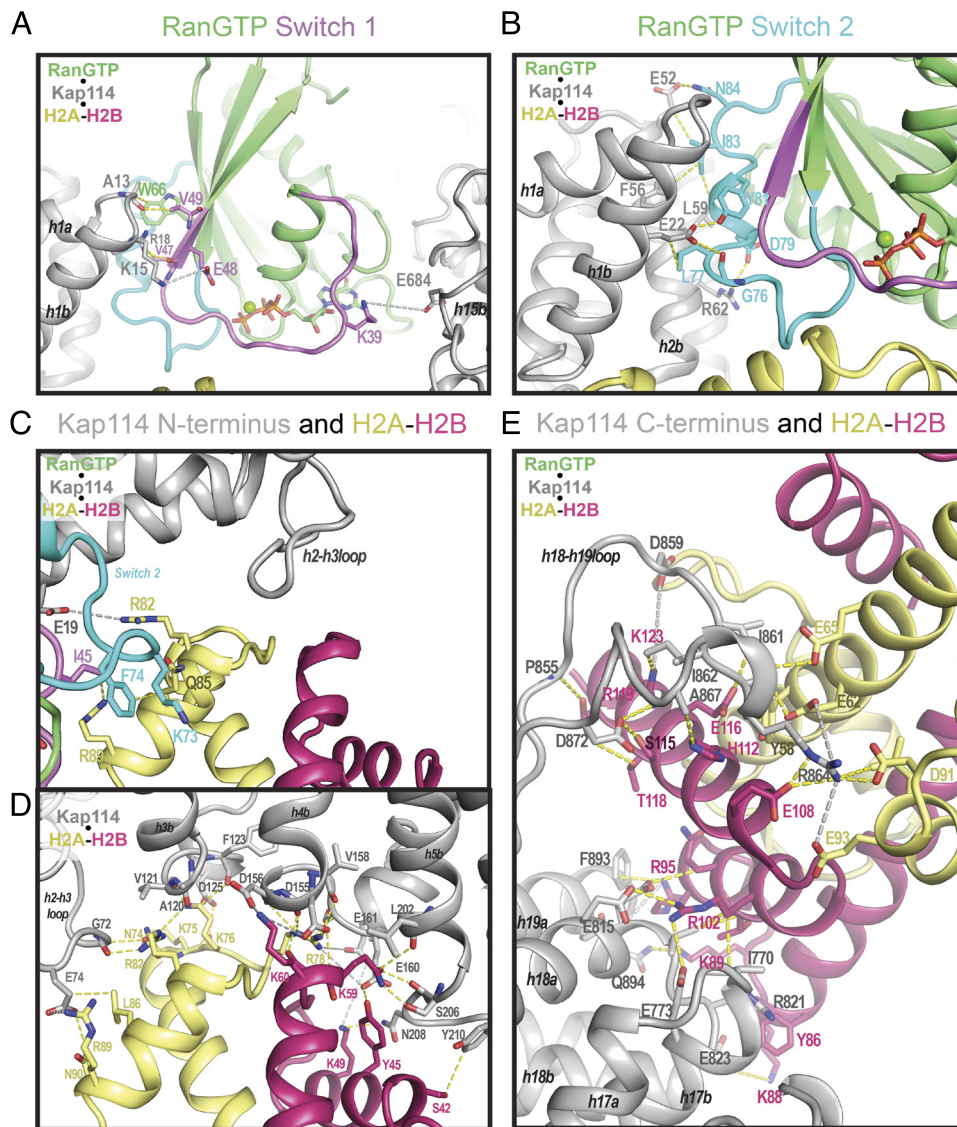 A RanGTP Switch 1
RanGTP
Kap114
H2A-H2B
A13
W66
V49
h1a
R18
V47
K15
E48
h1b
E684
h15b
K39
B RanGTP Switch 2
RanGTP
Kap114
H2A-H2B
E52
N84
I83
h1a
F56
L59
Y81
E22
D79
h1b
L77
G76
R62
h2b
C Kap114 N-terminus and H2A-H2B
RanGTP
Kap114
H2A-H2B
h2-h3loop
Switch 2
R82
E19
I45
F74
Q85
K73
D
Kap114
H2A-H2B
h3b
h4b
F123
V158
h5b
V121
D125
D156
D155
h2-h3
loop
A120
L202
E161
G72
N74
K75
K76
R78
R82
K60
E160
E74
K59
L86
S206
N208
Y210
R89
K49
Y45
N90
S42
E Kap114 C-terminus and H2A-H2B
RanGTP
Kap114
H2A-H2B
D859
h18-h19loop
E65
K123
I861
P855
I862
R119
A867
E62
E116
D872
S115
H112
Y58
R864
D91
T118
E108
E93
F893
R95
h19a
E815
R102
h18a
K89
I770
Q894
E773
R821
E823
Y86
h18b
h17a
h17b
K88